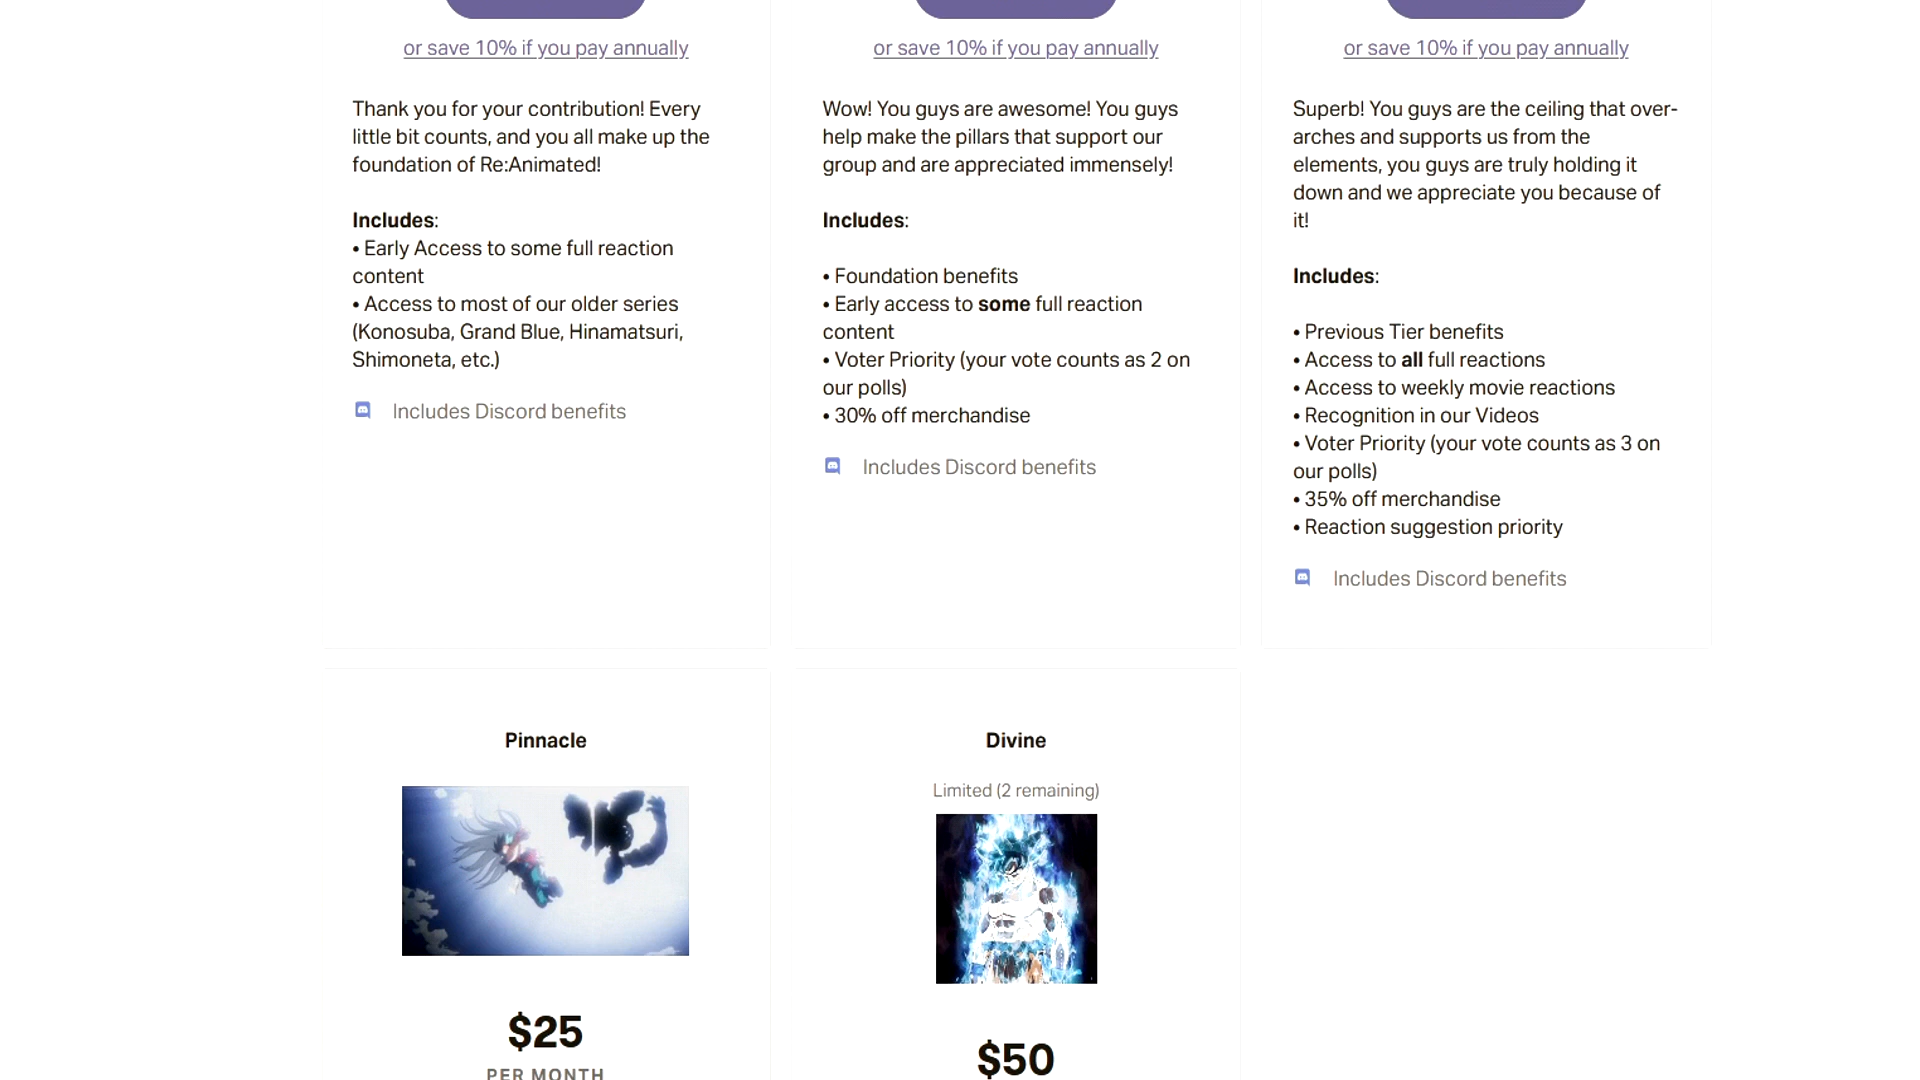 or save 10% if you pay annually
Thank you for your contribution! Every
little bit counts, and you all make up the
foundation of Re:Animated!
Includes:
• Early Access to some full reaction
content
• Access to most of our older series
(Konosuba, Grand Blue, Hinamatsuri,
Shimoneta, etc.)
Includes Discord benefits
or save 10% if you pay annually
Wow! You guys are awesome! You guys
help make the pillars that support our
group and are appreciated immensely!
Includes:
• Foundation benefits
• Early access to some full reaction
content
• Voter Priority (your vote counts as 2 on
our polls)
• 30% off merchandise
Includes Discord benefits
or save 10% if you pay annually
Superb! You guys are the ceiling that over-
arches and supports us from the
elements, you guys are truly holding it
down and we appreciate you because of
it!
Includes:
• Previous Tier benefits
• Access to all full reactions
• Access to weekly movie reactions
• Recognition in our Videos
• Voter Priority (your vote counts as 3 on
our polls)
• 35% off merchandise
• Reaction suggestion priority
Includes Discord benefits
Pinnacle
$25
PER MONTH
Divine
Limited (2 remaining)
$50